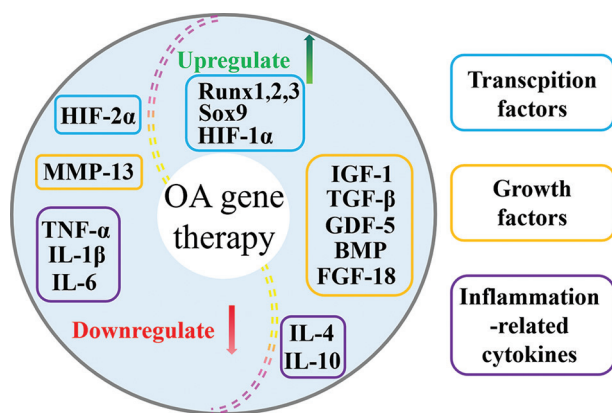 Upregulate
Runx1,2,3
Sox9
HIF-1α
HIF-2α
MMP-13
TNF-α
IL-1β
IL-6
OA gene
therapy
IGF-1
TGF-β
GDF-5
BMP
FGF-18
Downregulate
IL-4
IL-10
Transcpition
factors
Growth
factors
Inflammation
-related
cytokines